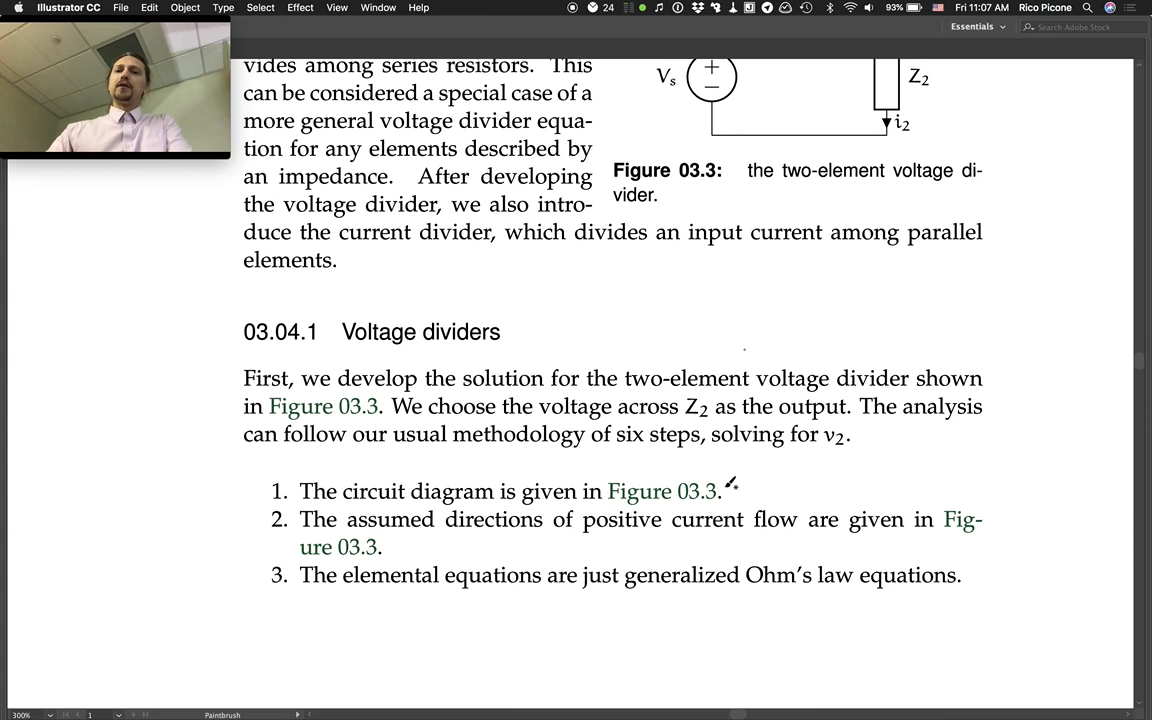 Illustrator CC File Edit Object Type Select Effect View Window Help 24 93% Fri 11:07 AM Rico Picone
Essentials Search Adobe Stock
vides among series resistors. This
can be considered a special case of a
more general voltage divider equa-
tion for any elements described by
an impedance. After developing
the voltage divider, we also intro-
duce the current divider, which divides an input current among parallel
elements.
Vs + − Z2
i2
Figure 03.3: the two-element voltage di-
vider.
03.04.1 Voltage dividers
First, we develop the solution for the two-element voltage divider shown
in Figure 03.3. We choose the voltage across Z2 as the output. The analysis
can follow our usual methodology of six steps, solving for v2.
1. The circuit diagram is given in Figure 03.3.
2. The assumed directions of positive current flow are given in Fig-
ure 03.3.
3. The elemental equations are just generalized Ohm's law equations.
300% 1 Paintbrush